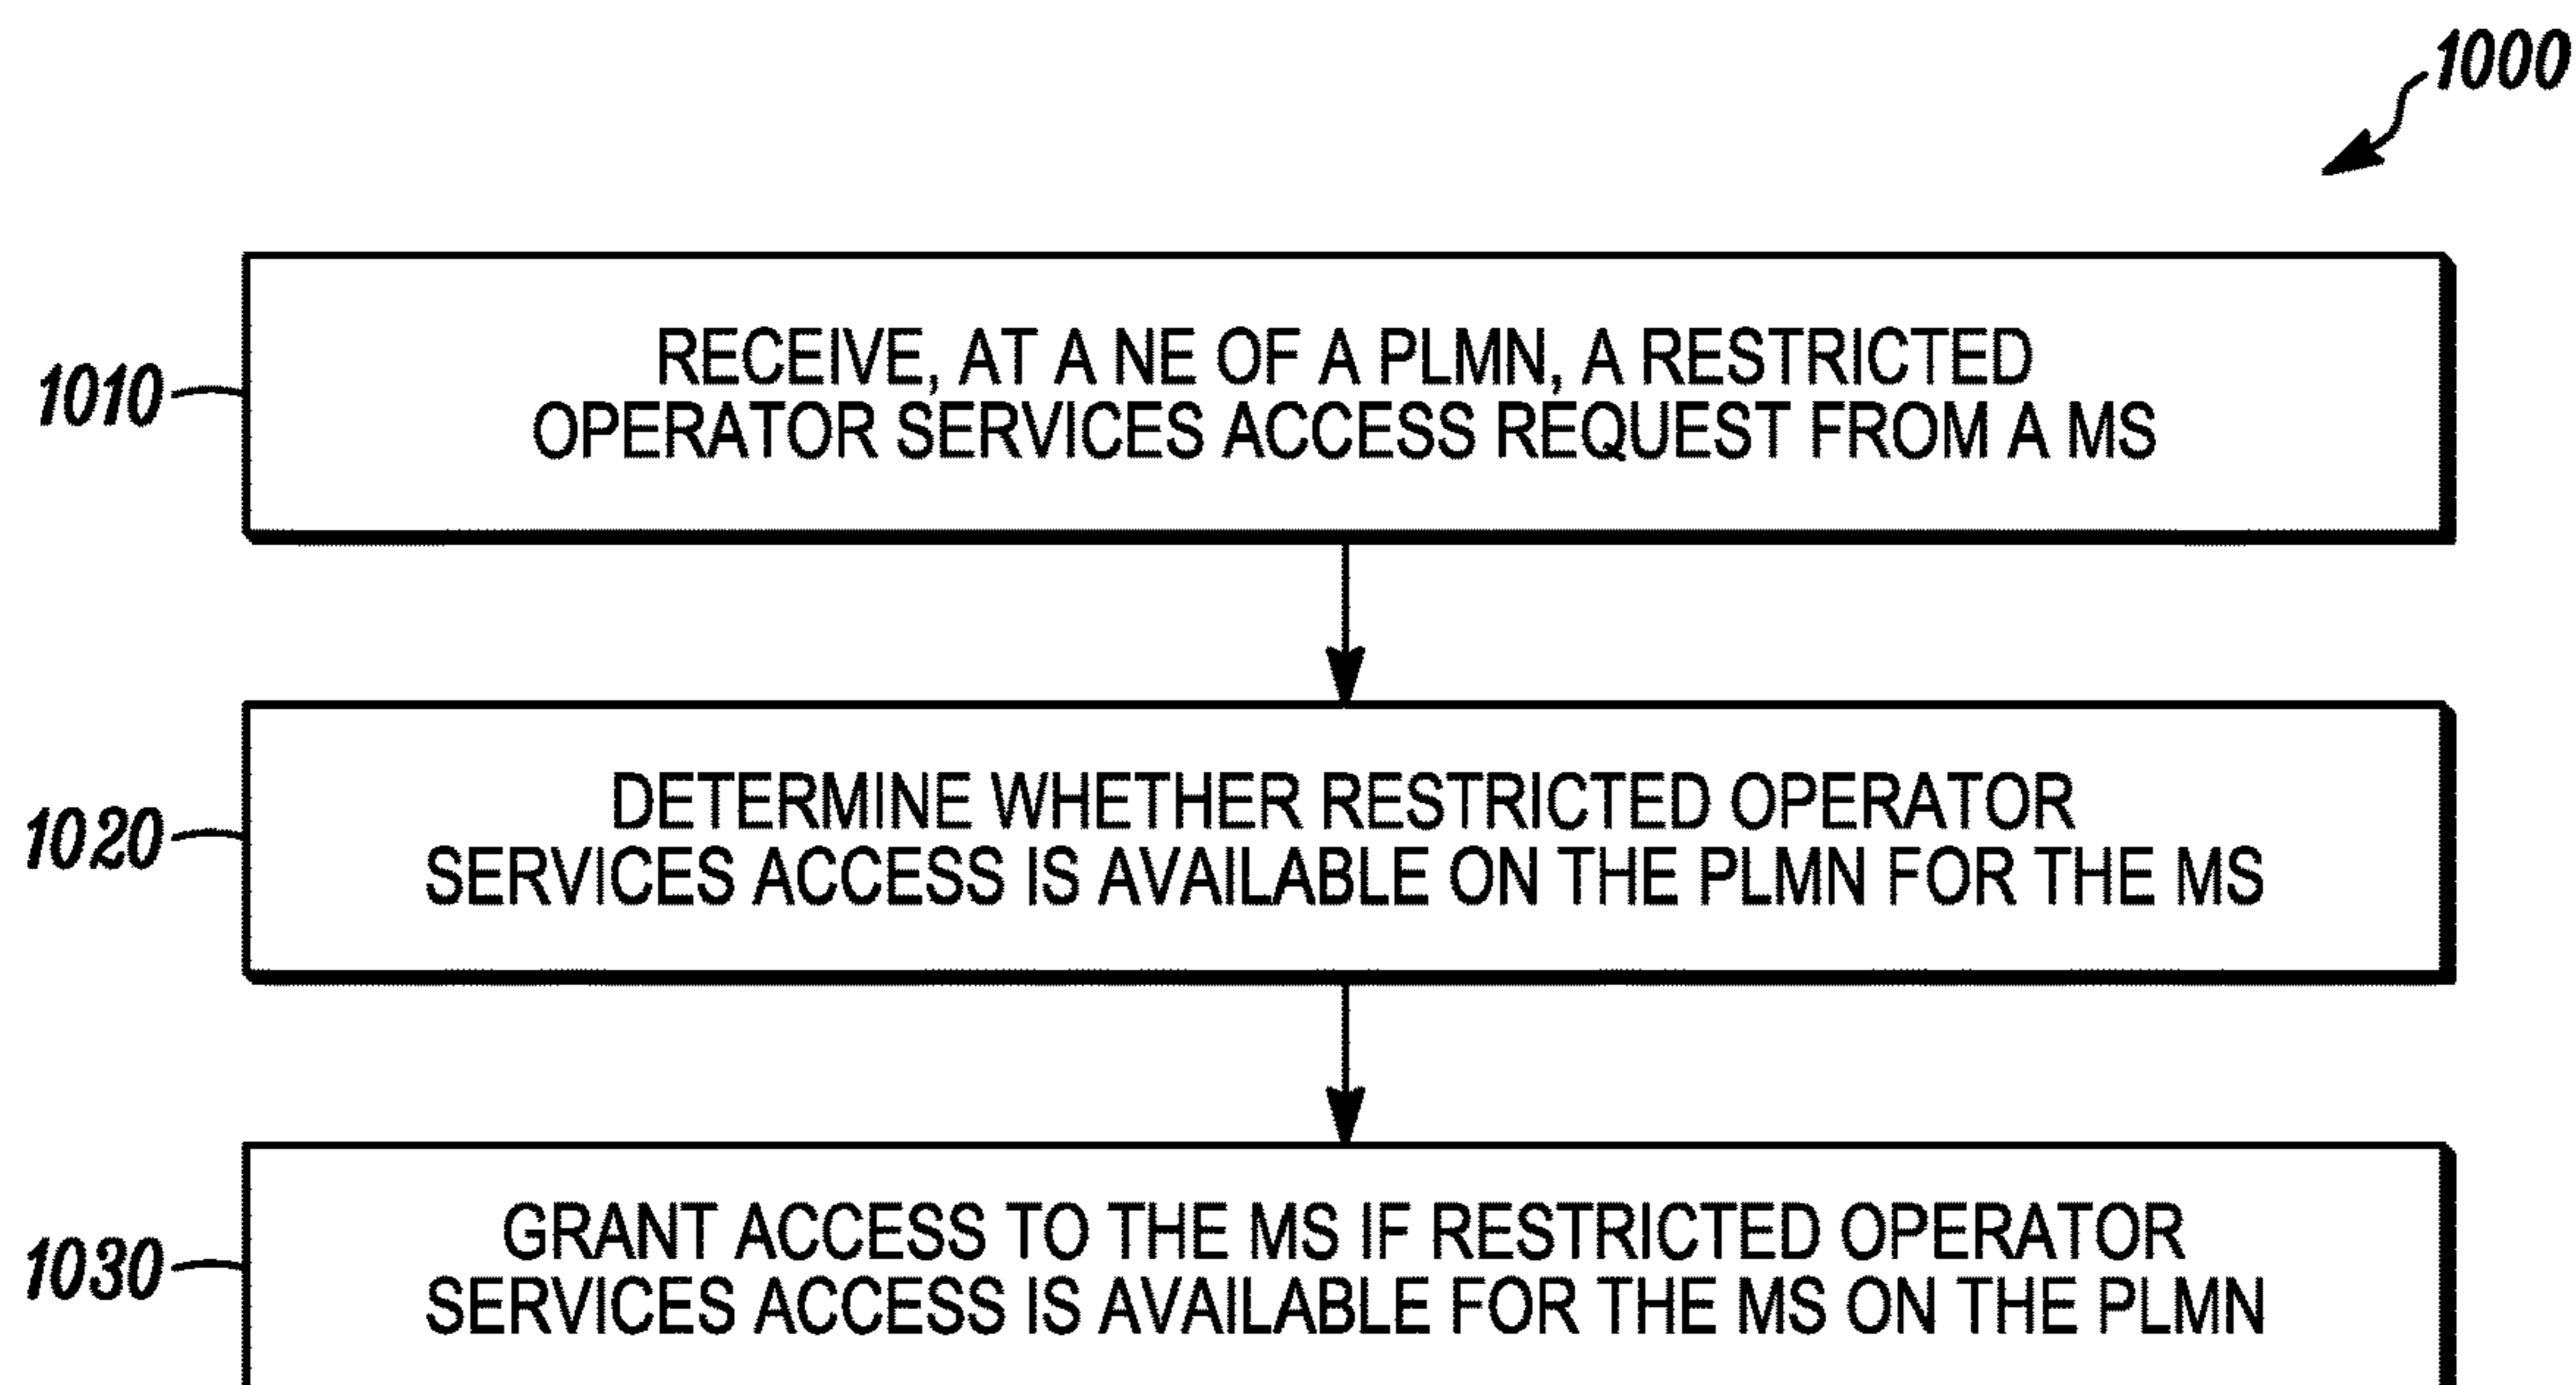 1000
1010
RECEIVE, AT A NE OF A PLMN, A RESTRICTED
OPERATOR SERVICES ACCESS REQUEST FROM A MS
1020
DETERMINE WHETHER RESTRICTED OPERATOR
SERVICES ACCESS IS AVAILABLE ON THE PLMN FOR THE MS
1030
GRANT ACCESS TO THE MS IF RESTRICTED OPERATOR
SERVICES ACCESS IS AVAILABLE FOR THE MS ON THE PLMN